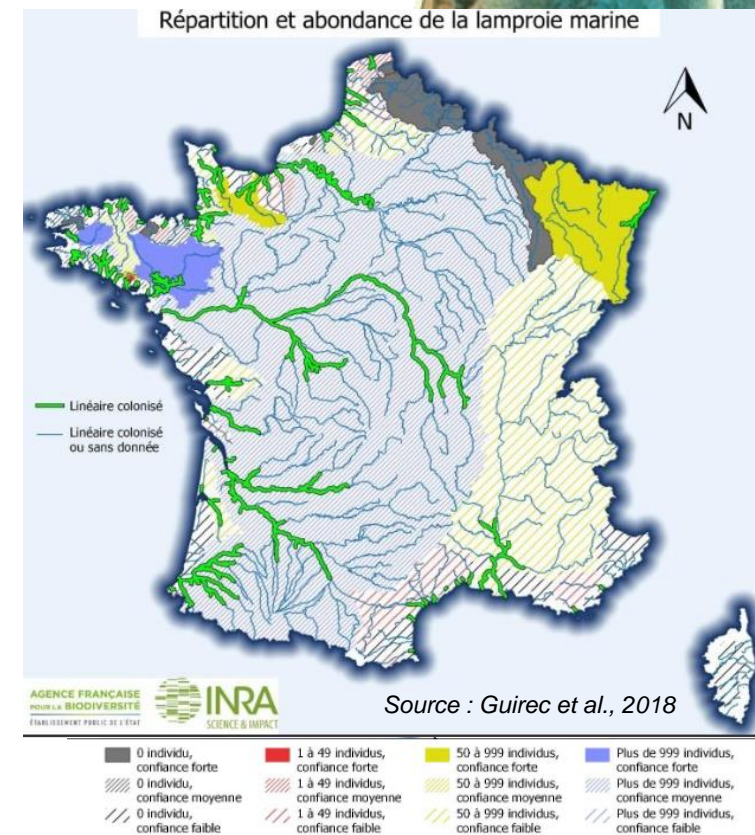 Répartition et abondance de la lamproie marine
N
Linéaire colonisé
Linéaire colonisé
ou sans donnée
AGENCE FRANÇAISE
POUR LA BIODIVERSITÉ
ÉTABLISSEMENT PUBLIC DE L'ÉTAT
INRA
SCIENCE & IMPACT
Source : Guirec et al., 2018
0 individu,
confiance forte
1 à 49 individus,
confiance forte
50 à 999 individus,
confiance forte
Plus de 999 individus,
confiance forte
0 individu,
confiance moyenne
1 à 49 individus,
confiance moyenne
50 à 999 individus,
confiance moyenne
Plus de 999 individus,
confiance moyenne
0 individu,
confiance faible
1 à 49 individus,
confiance faible
50 à 999 individus,
confiance faible
Plus de 999 individus,
confiance faible